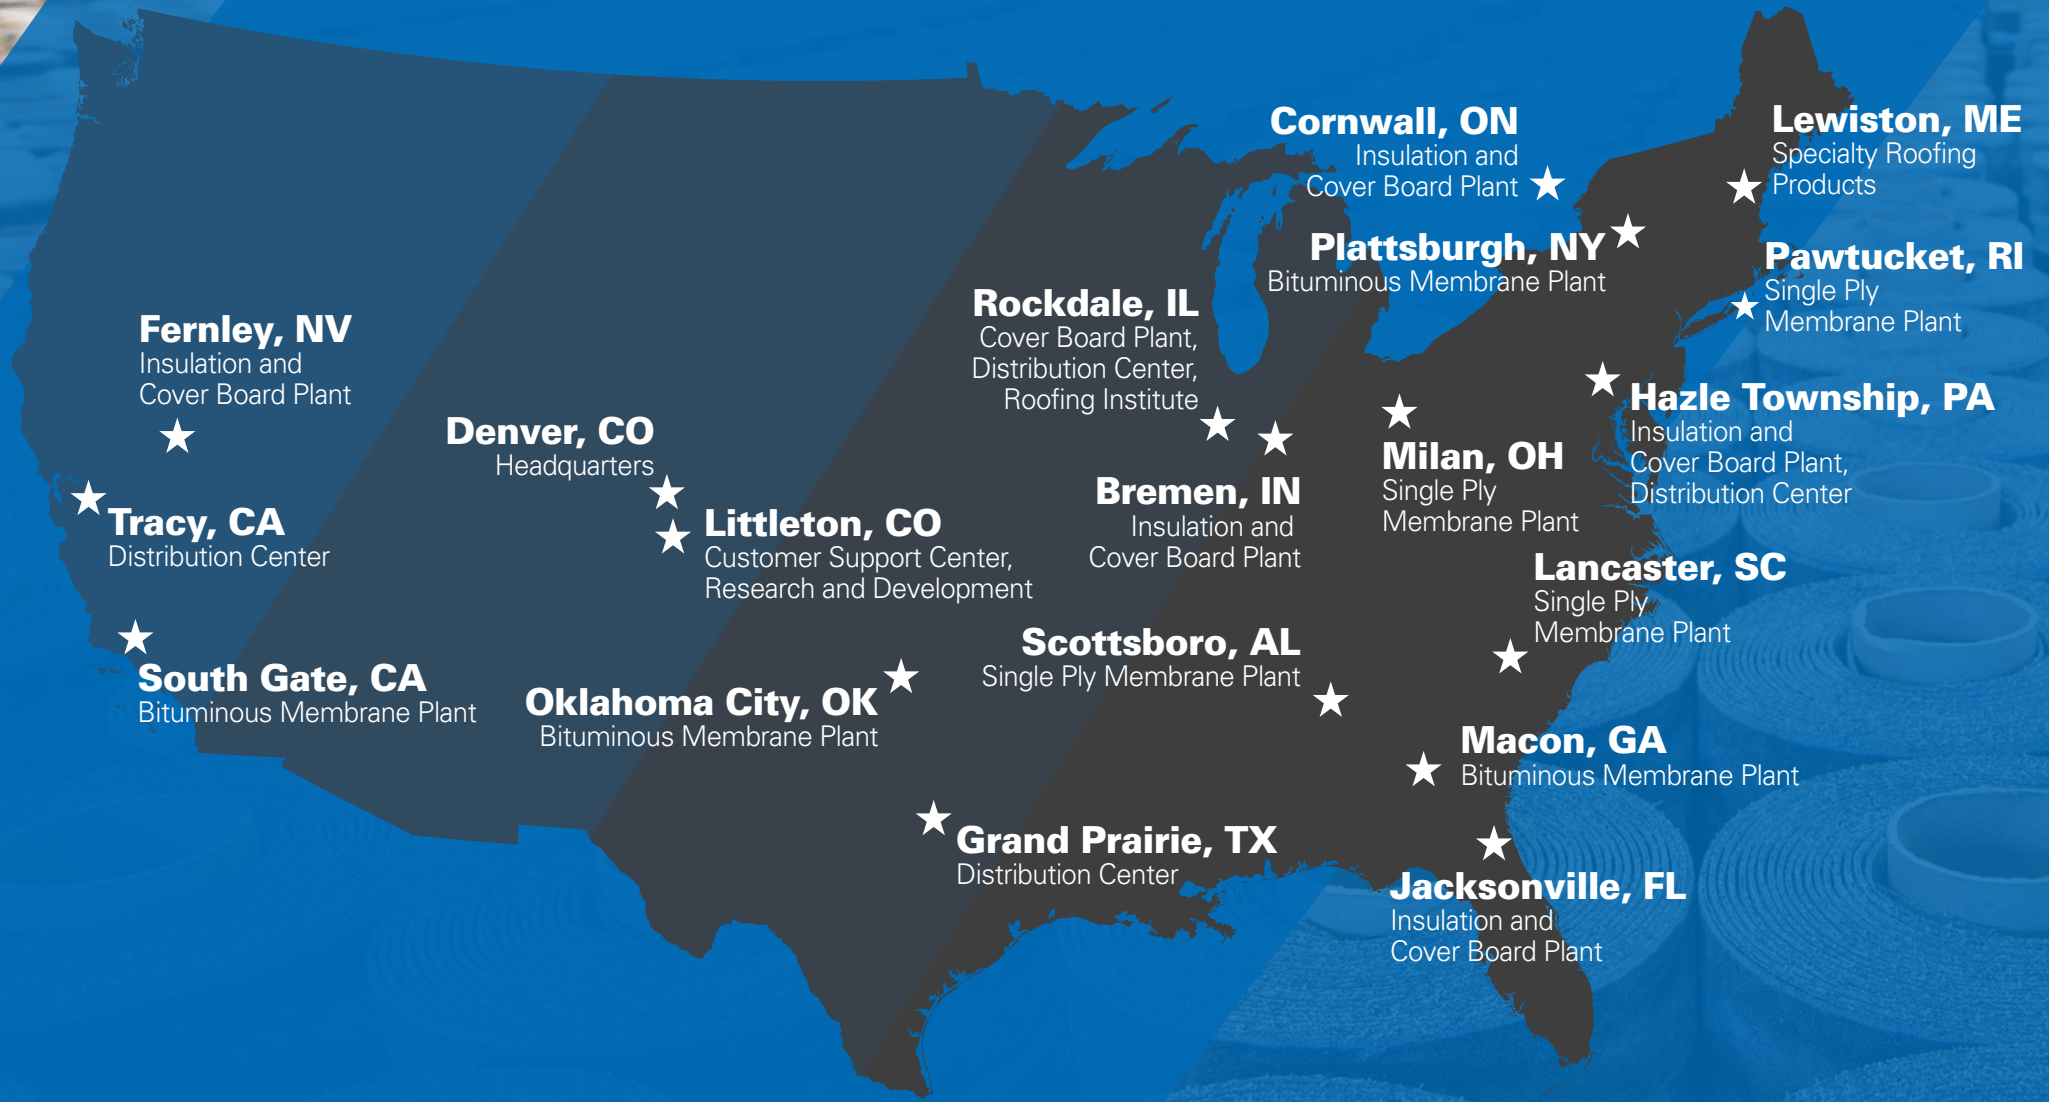 Cornwall, ON
Insulation and
Cover Board Plant
Lewiston, ME
Specialty Roofing
Products
Plattsburgh, NY
Bituminous Membrane Plant
Pawtucket, RI
Single Ply
Membrane Plant
Fernley, NV
Insulation and
Cover Board Plant
Rockdale, IL
Cover Board Plant,
Distribution Center,
Roofing Institute
Denver, CO
Headquarters
Hazle Township, PA
Insulation and
Cover Board Plant,
Distribution Center
Milan, OH
Single Ply
Membrane Plant
Bremen, IN
Insulation and
Cover Board Plant
Tracy, CA
Distribution Center
Littleton, CO
Customer Support Center,
Research and Development
Lancaster, SC
Single Ply
Membrane Plant
Scottsboro, AL
Single Ply Membrane Plant
South Gate, CA
Bituminous Membrane Plant
Oklahoma City, OK
Bituminous Membrane Plant
Macon, GA
Bituminous Membrane Plant
Grand Prairie, TX
Distribution Center
Jacksonville, FL
Insulation and
Cover Board Plant